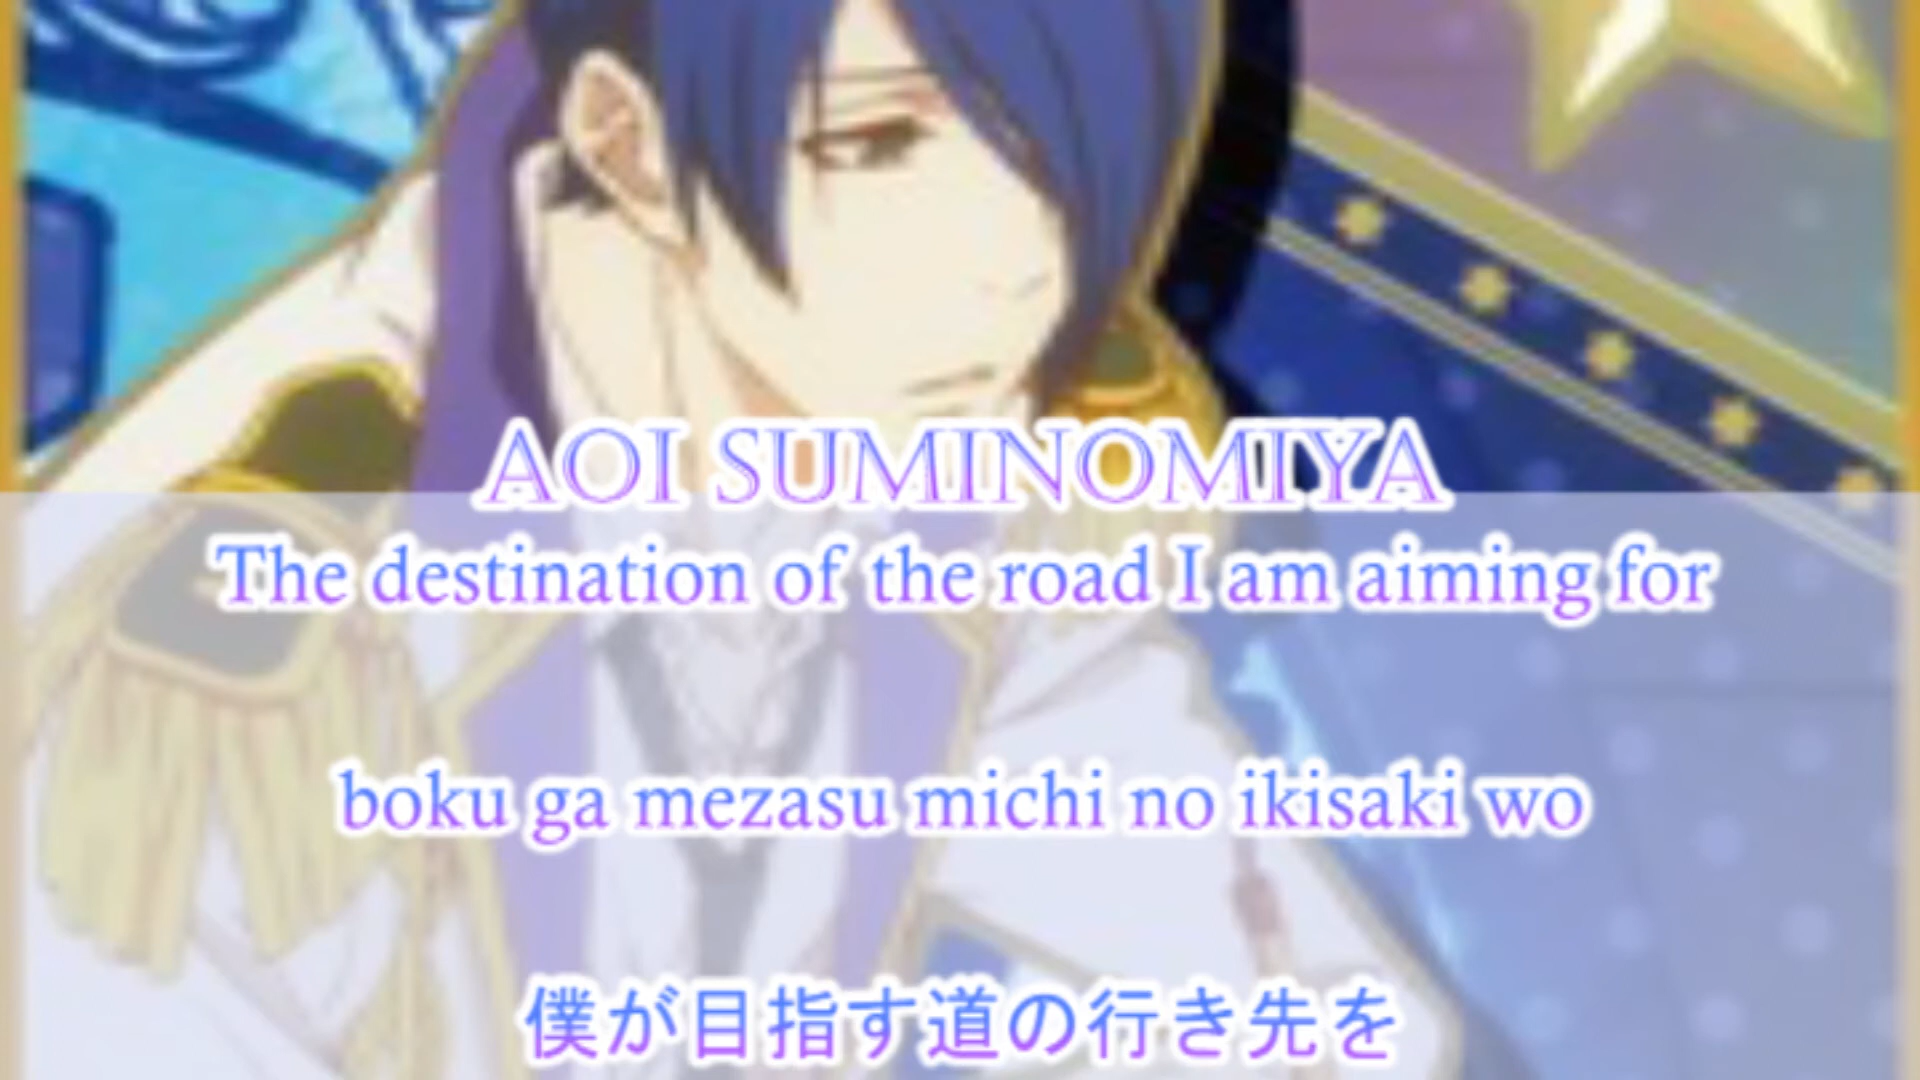 AOI SUMINOMIYA
The destination of the road I am aiming for
boku ga mezasu michi no ikisaki wo
僕が目指す道の行き先を